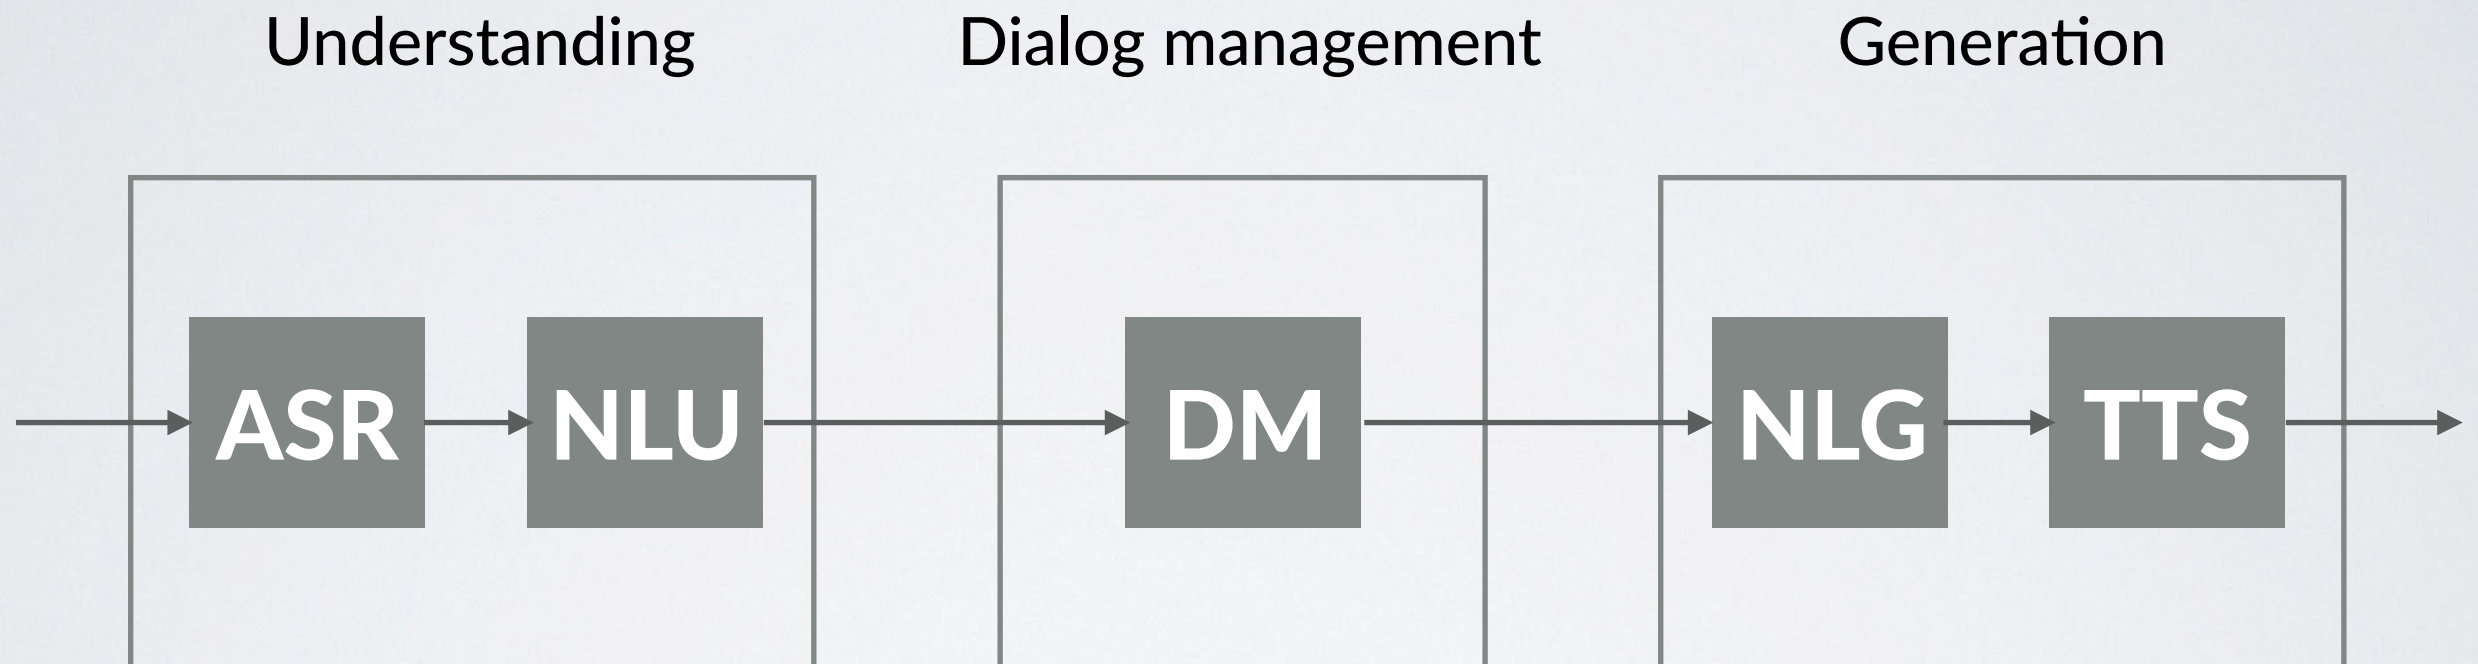 Understanding
Dialog management
Generation
ASR
NLU
DM
NLG
TTS